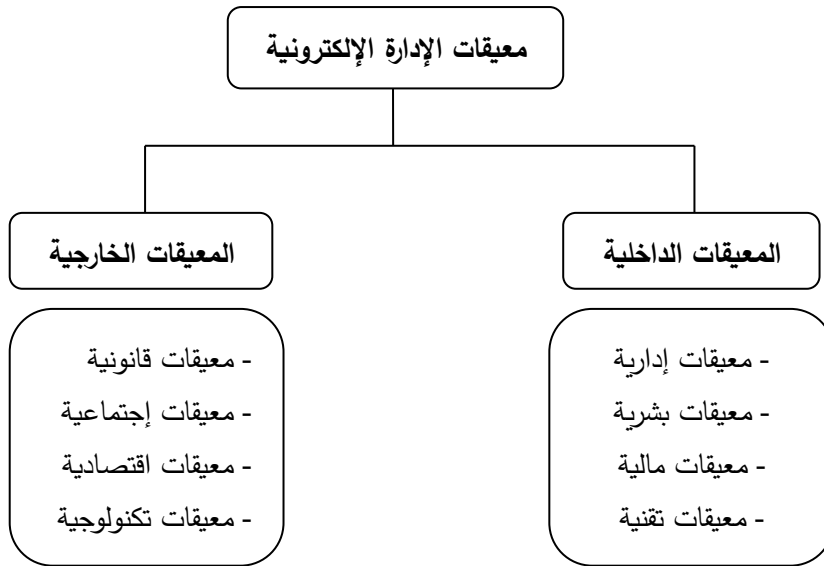 معيقات الإدارة الإلكترونية
المعيقات الداخلية
- معيقات إدارية
- معيقات بشرية
- معيقات مالية
- معيقات تقنية
المعيقات الخارجية
- معيقات قانونية
- معيقات إجتماعية
- معيقات اقتصادية
- معيقات تكنولوجية